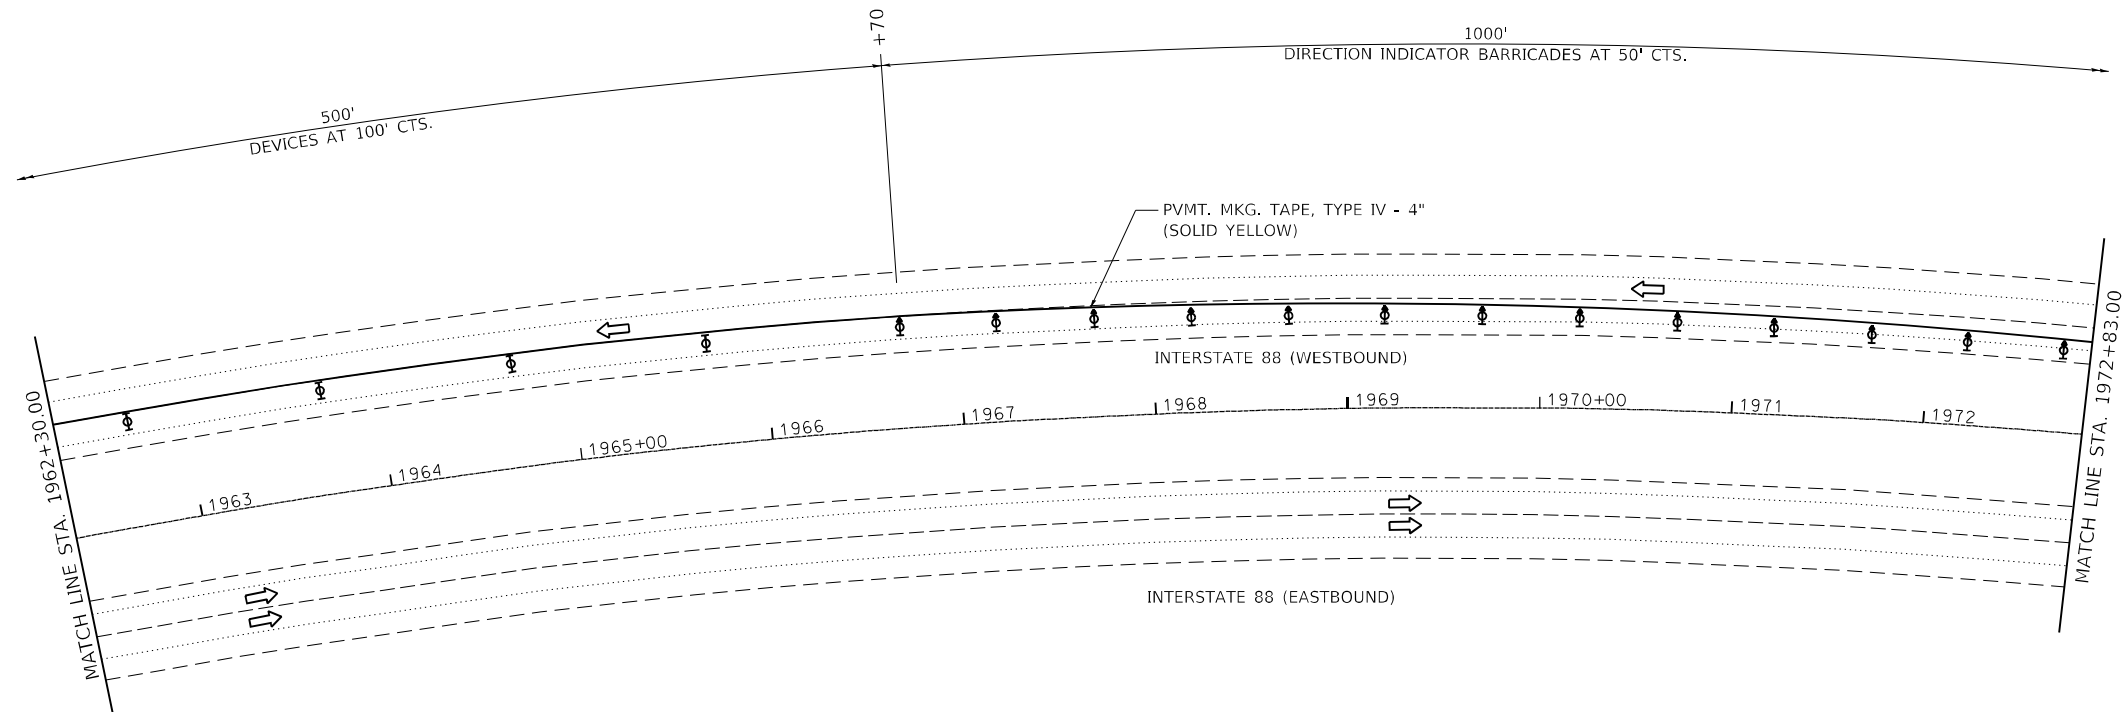 +70
1000'
DIRECTION INDICATOR BARRICADES AT 50' CTS.
500'
DEVICES AT 100' CTS.
PVMT. MKG. TAPE, TYPE IV - 4"
(SOLID YELLOW)
INTERSTATE 88 (WESTBOUND)
MATCH LINE STA. 1962+30.00
1963
1964
1965+00
1966
1967
1968
1969
1970+00
1971
1972
MATCH LINE STA. 1972+83.00
INTERSTATE 88 (EASTBOUND)